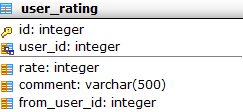 user_rating
id: integer
user_id: integer
rate: integer
comment: varchar(500)
from_user_id: integer